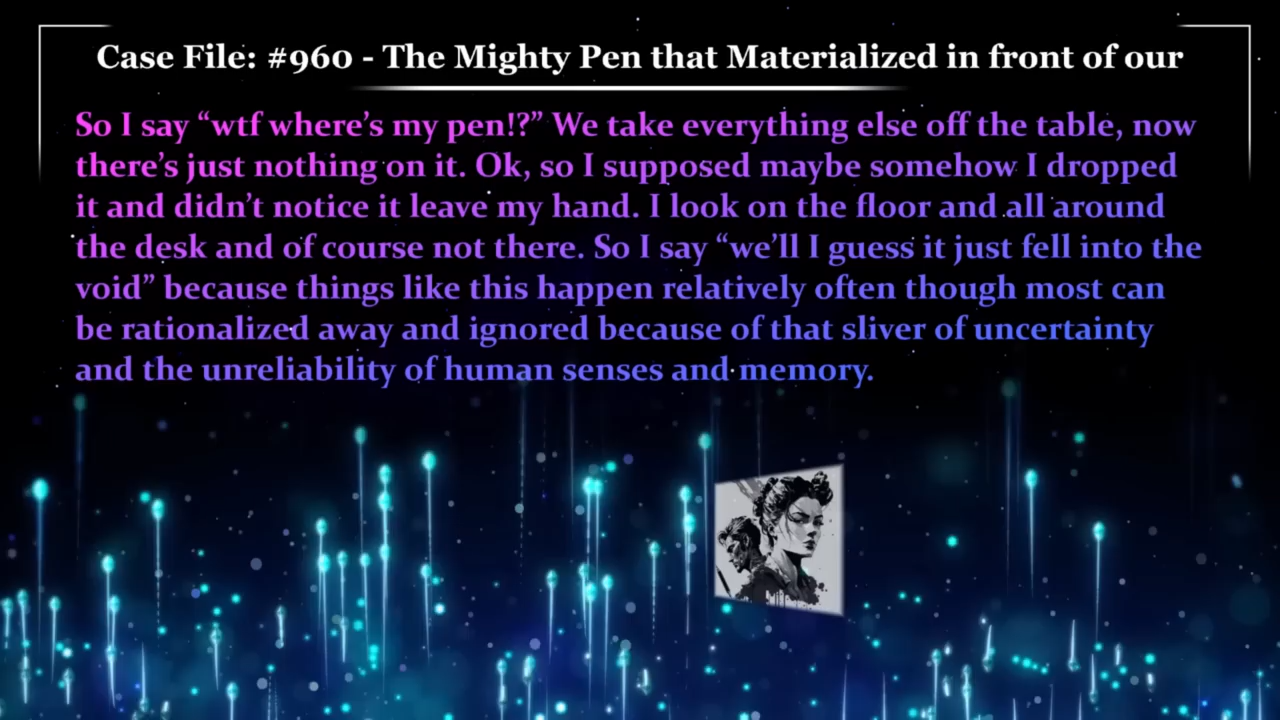 Case File: #960 - The Mighty Pen that Materialized in front of our
So I say “wtf where’s my pen!?” We take everything else off the table, now
there’s just nothing on it. Ok, so I supposed maybe somehow I dropped
it and didn’t notice it leave my hand. I look on the floor and all around
the desk and of course not there. So I say “we’ll I guess it just fell into the
void” because things like this happen relatively often though most can
be rationalized away and ignored because of that sliver of uncertainty
and the unreliability of human senses and memory.